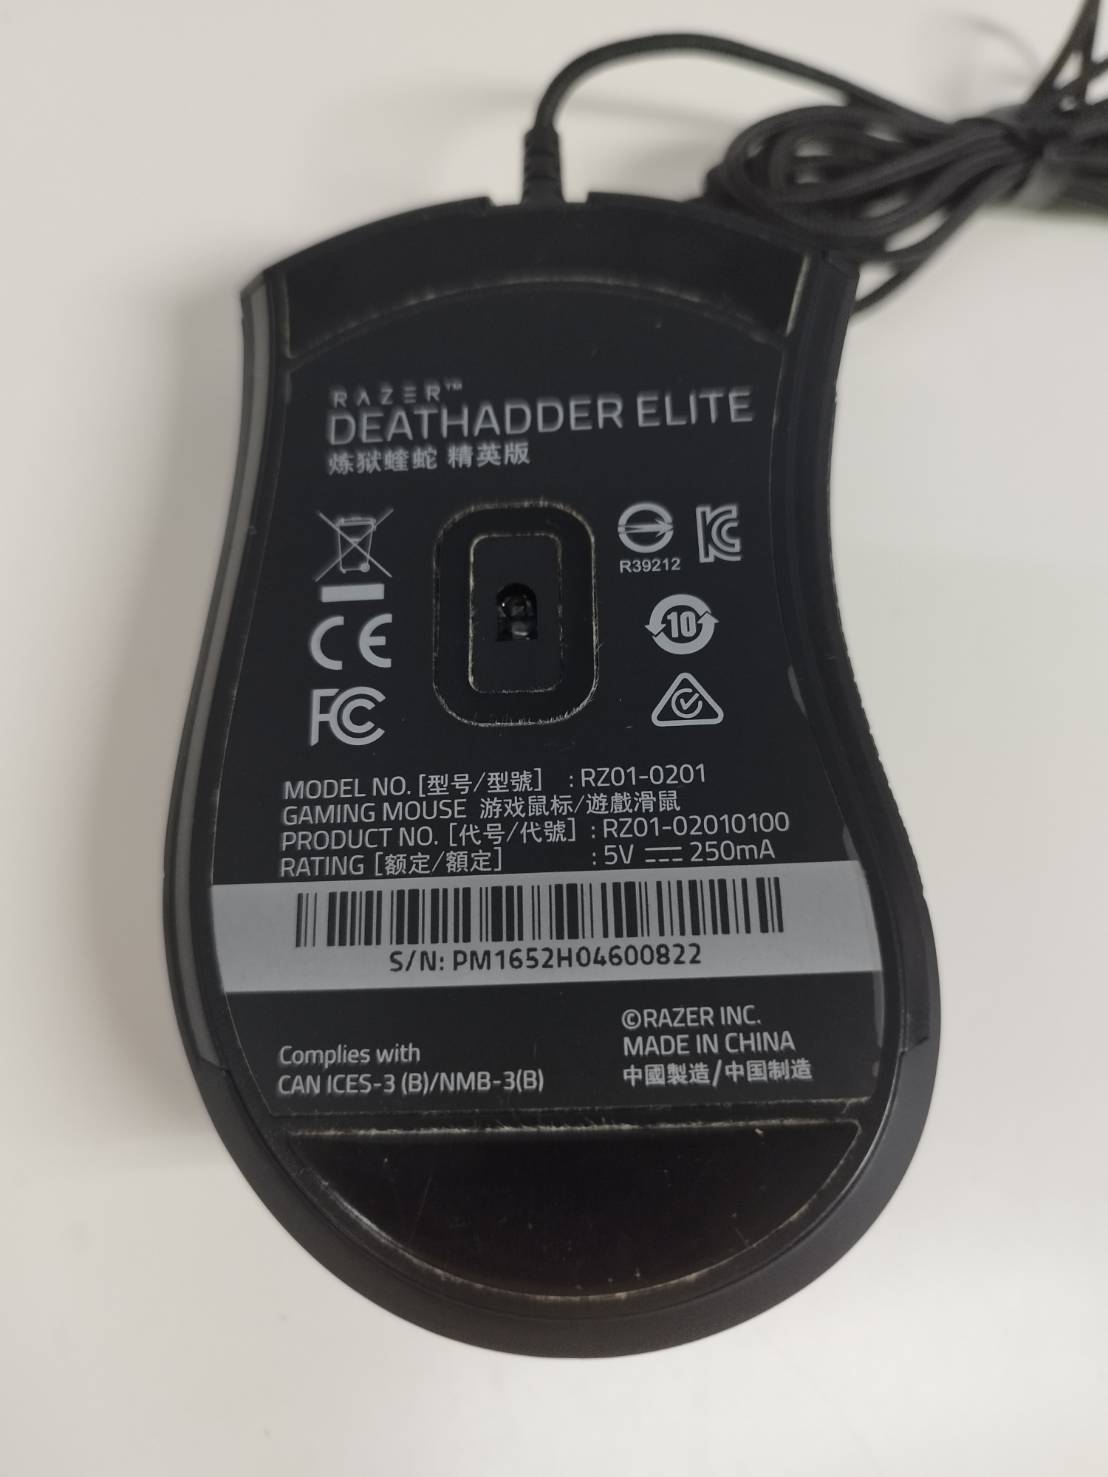 RAZER™
DEATHADDER ELITE
炼狱蝰蛇 精英版
R39212
CE
FC
10
MODEL NO. [型号/型號] : RZ01-0201
GAMING MOUSE 游戏鼠标/遊戲滑鼠
PRODUCT NO. [代号/代號] : RZ01-02010100
RATING [额定/額定] : 5V ⎓ 250mA
S/N: PM1652H04600822
©RAZER INC.
MADE IN CHINA
中國製造/中国制造
Complies with
CAN ICES-3 (B)/NMB-3(B)